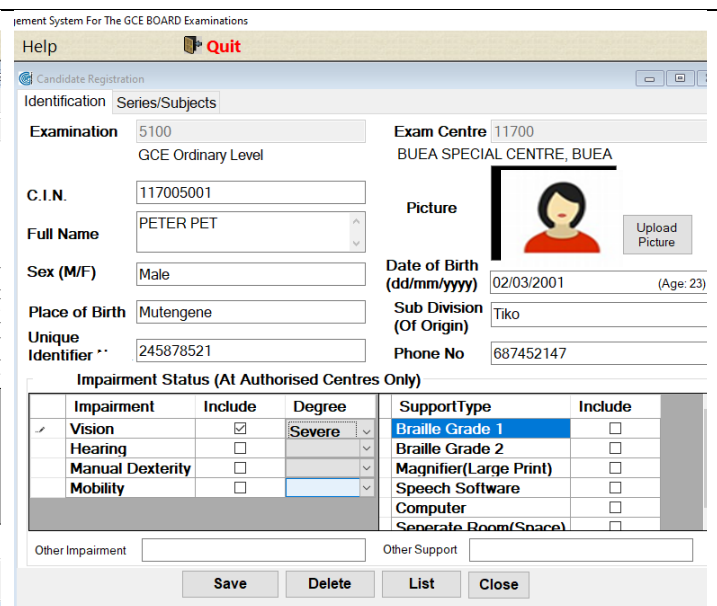 gement System For The GCE BOARD Examinations
Help Quit
Candidate Registration
Identification Series/Subjects
Examination 5100 Exam Centre 11700
GCE Ordinary Level BUEA SPECIAL CENTRE, BUEA
C.I.N. 117005001
Picture
Upload Picture
Full Name PETER PET
Sex (M/F) Male
Date of Birth (dd/mm/yyyy) 02/03/2001 (Age: 23)
Place of Birth Mutengene
Sub Division (Of Origin) Tiko
Unique Identifier 245878521
Phone No 687452147
Impairment Status (At Authorised Centres Only)
Impairment Include Degree SupportType Include
Vision Severe Braille Grade 1
Hearing Braille Grade 2
Manual Dexterity Magnifier(Large Print)
Mobility Speech Software
Computer
Seperate Room(Space)
Other Impairment Other Support
Save Delete List Close